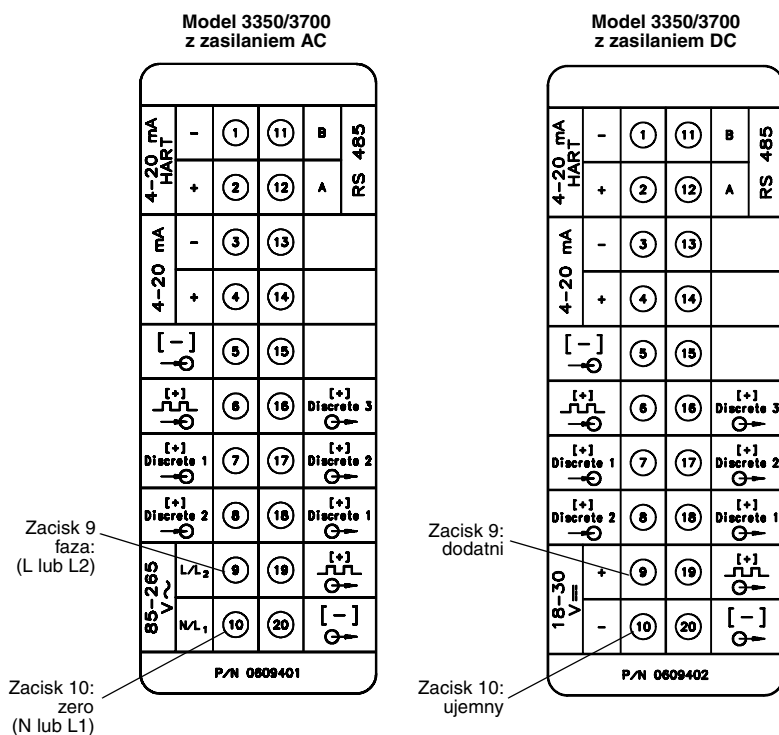 Model 3350/3700
z zasilaniem AC
4-20 mA
HART
- 1 11 B
+ 2 12 A
RS 485
4-20 mA
- 3 13
+ 4 14
[-] 5 15
[+] 6 16 [+] Discrete 3
[+] Discrete 1 7 17 [+] Discrete 2
[+] Discrete 2 8 18 [+] Discrete 1
85-265
V~
L/L2 9 19 [+]
N/L1 10 20 [-]
P/N 0609401
Zacisk 9
faza:
(L lub L2)
Zacisk 10:
zero
(N lub L1)
Model 3350/3700
z zasilaniem DC
4-20 mA
HART
- 1 11 B
+ 2 12 A
RS 485
4-20 mA
- 3 13
+ 4 14
[-] 5 15
[+] 6 16 [+] Discrete 3
[+] Discrete 1 7 17 [+] Discrete 2
[+] Discrete 2 8 18 [+] Discrete 1
18-30
V
+ 9 19 [+]
- 10 20 [-]
P/N 0609402
Zacisk 9:
dodatni
Zacisk 10:
ujemny